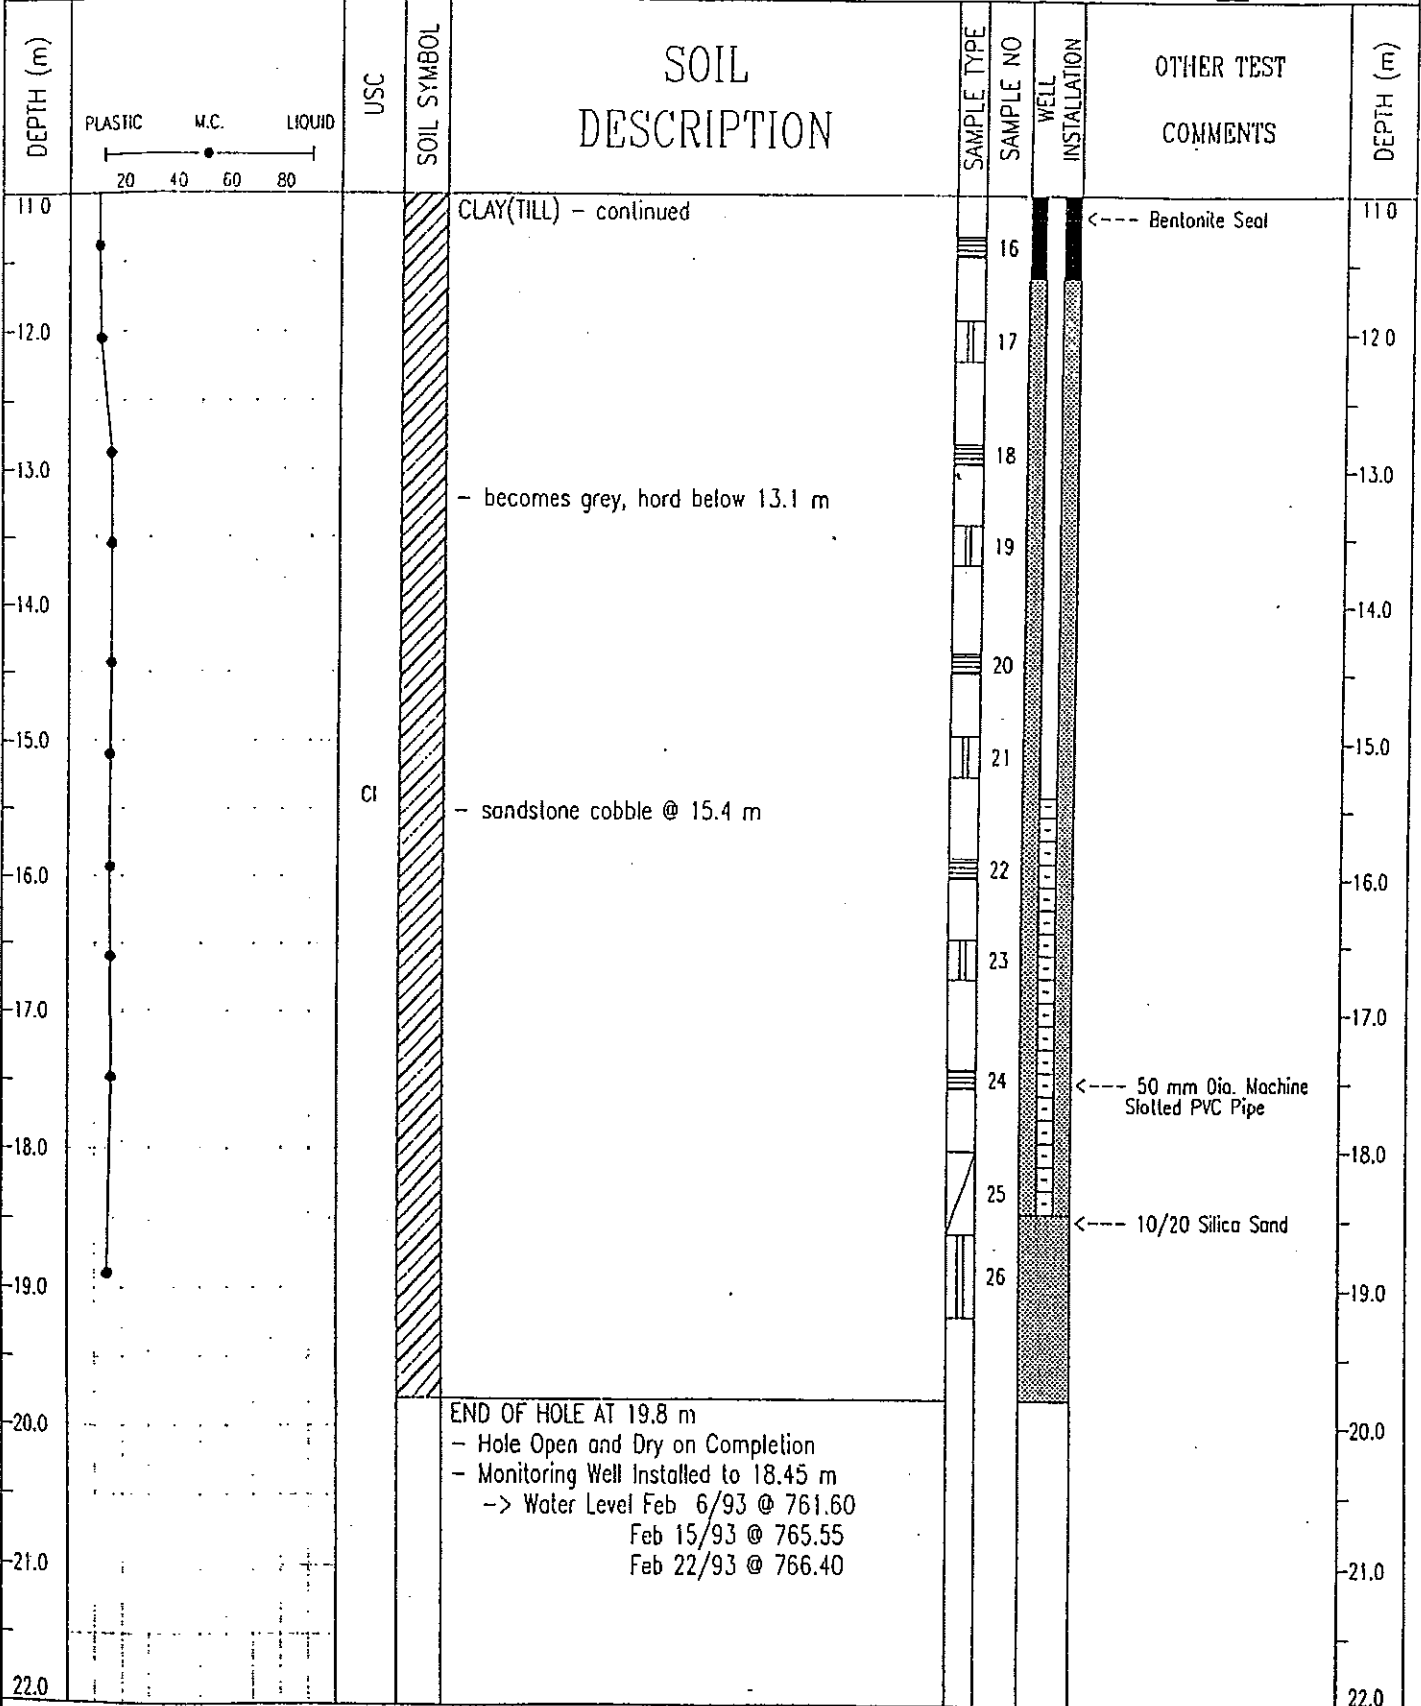 DEPTH (m)
PLASTIC M.C. LIQUID
20 40 60 80
USC
SOIL SYMBOL
SOIL
DESCRIPTION
SAMPLE TYPE
SAMPLE NO
WELL
INSTALLATION
OTHER TEST
COMMENTS
DEPTH (m)
11 0
-12.0
-13.0
-14.0
-15.0
-16.0
-17.0
-18.0
-19.0
-20.0
-21.0
22.0
CI
CLAY(TILL) - continued
- becomes grey, hard below 13.1 m
- sandstone cobble @ 15.4 m
END OF HOLE AT 19.8 m
- Hole Open and Dry on Completion
- Monitoring Well Installed to 18.45 m
-> Water Level Feb 6/93 @ 761.60
Feb 15/93 @ 765.55
Feb 22/93 @ 766.40
16
17
18
19
20
21
22
23
24
25
26
<--- Bentonite Seal
<--- 50 mm Dia. Machine
Slotted PVC Pipe
<--- 10/20 Silica Sand
11 0
-12 0
-13.0
-14.0
-15.0
-16.0
-17.0
-18.0
-19.0
-20.0
-21.0
22.0